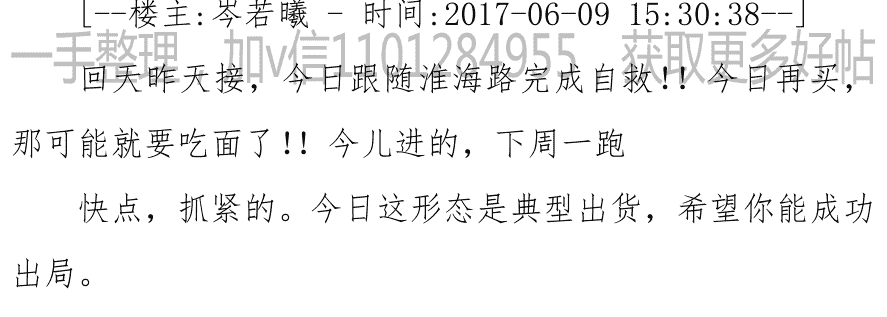 [--楼主:岑若曦 - 时间:2017-06-09 15:30:38--]
一手整理，加v信1101284955，获取更多好帖
回天昨天接，今日跟随淮海路完成自救!!今日再买，
那可能就要吃面了!!今儿进的，下周一跑
快点，抓紧的。今日这形态是典型出货，希望你能成功
出局。